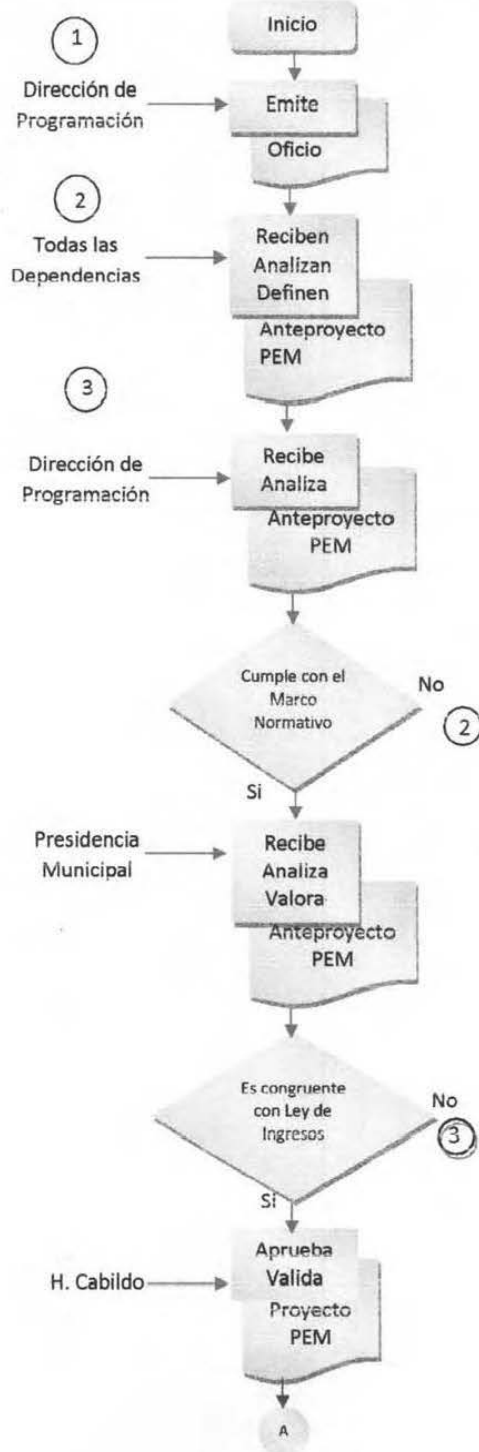 Inicio
1
Dirección de
Programación
Emite
Oficio
2
Todas las
Dependencias
Reciben
Analizan
Definen
Anteproyecto
PEM
3
Dirección de
Programación
Recibe
Analiza
Anteproyecto
PEM
Cumple con el
Marco
Normativo
No
2
Si
Presidencia
Municipal
Recibe
Analiza
Valora
Anteproyecto
PEM
Es congruente
con Ley de
Ingresos
No
3
Si
H. Cabildo
Aprueba
Valida
Proyecto
PEM
A